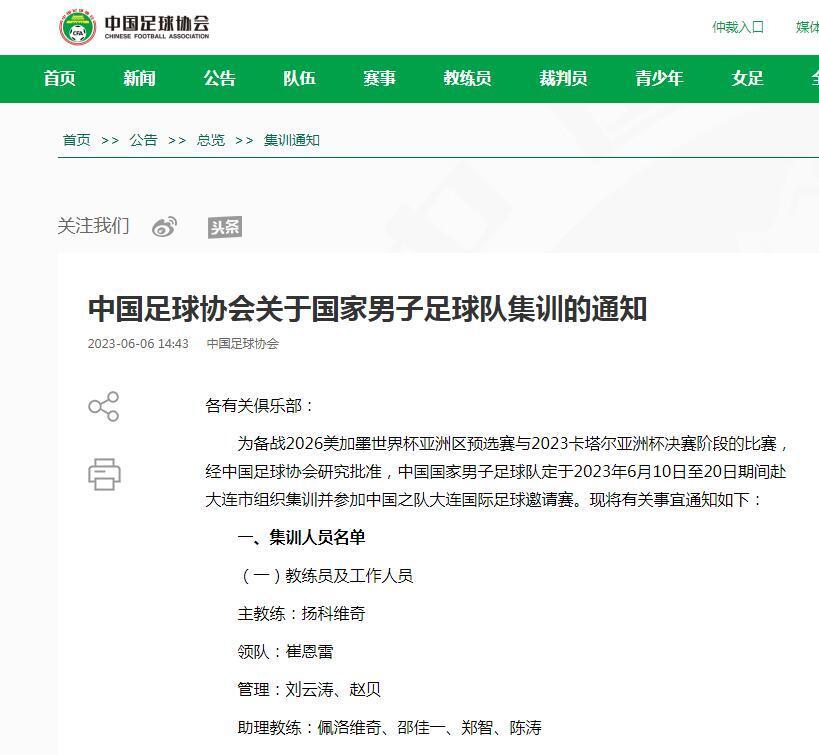 中国足球协会
CHINESE FOOTBALL ASSOCIATION
CFA
仲裁入口 媒体
首页 新闻 公告 队伍 赛事 教练员 裁判员 青少年 女足
首页 >> 公告 >> 总览 >> 集训通知
关注我们 头条
中国足球协会关于国家男子足球队集训的通知
2023-06-06 14:43 中国足球协会
各有关俱乐部：
为备战2026美加墨世界杯亚洲区预选赛与2023卡塔尔亚洲杯决赛阶段的比赛，
经中国足球协会研究批准，中国国家男子足球队定于2023年6月10日至20日期间赴
大连市组织集训并参加中国之队大连国际足球邀请赛。现将有关事宜通知如下：
一、集训人员名单
（一）教练员及工作人员
主教练：扬科维奇
领队：崔恩雷
管理：刘云涛、赵贝
助理教练：佩洛维奇、邵佳一、郑智、陈涛